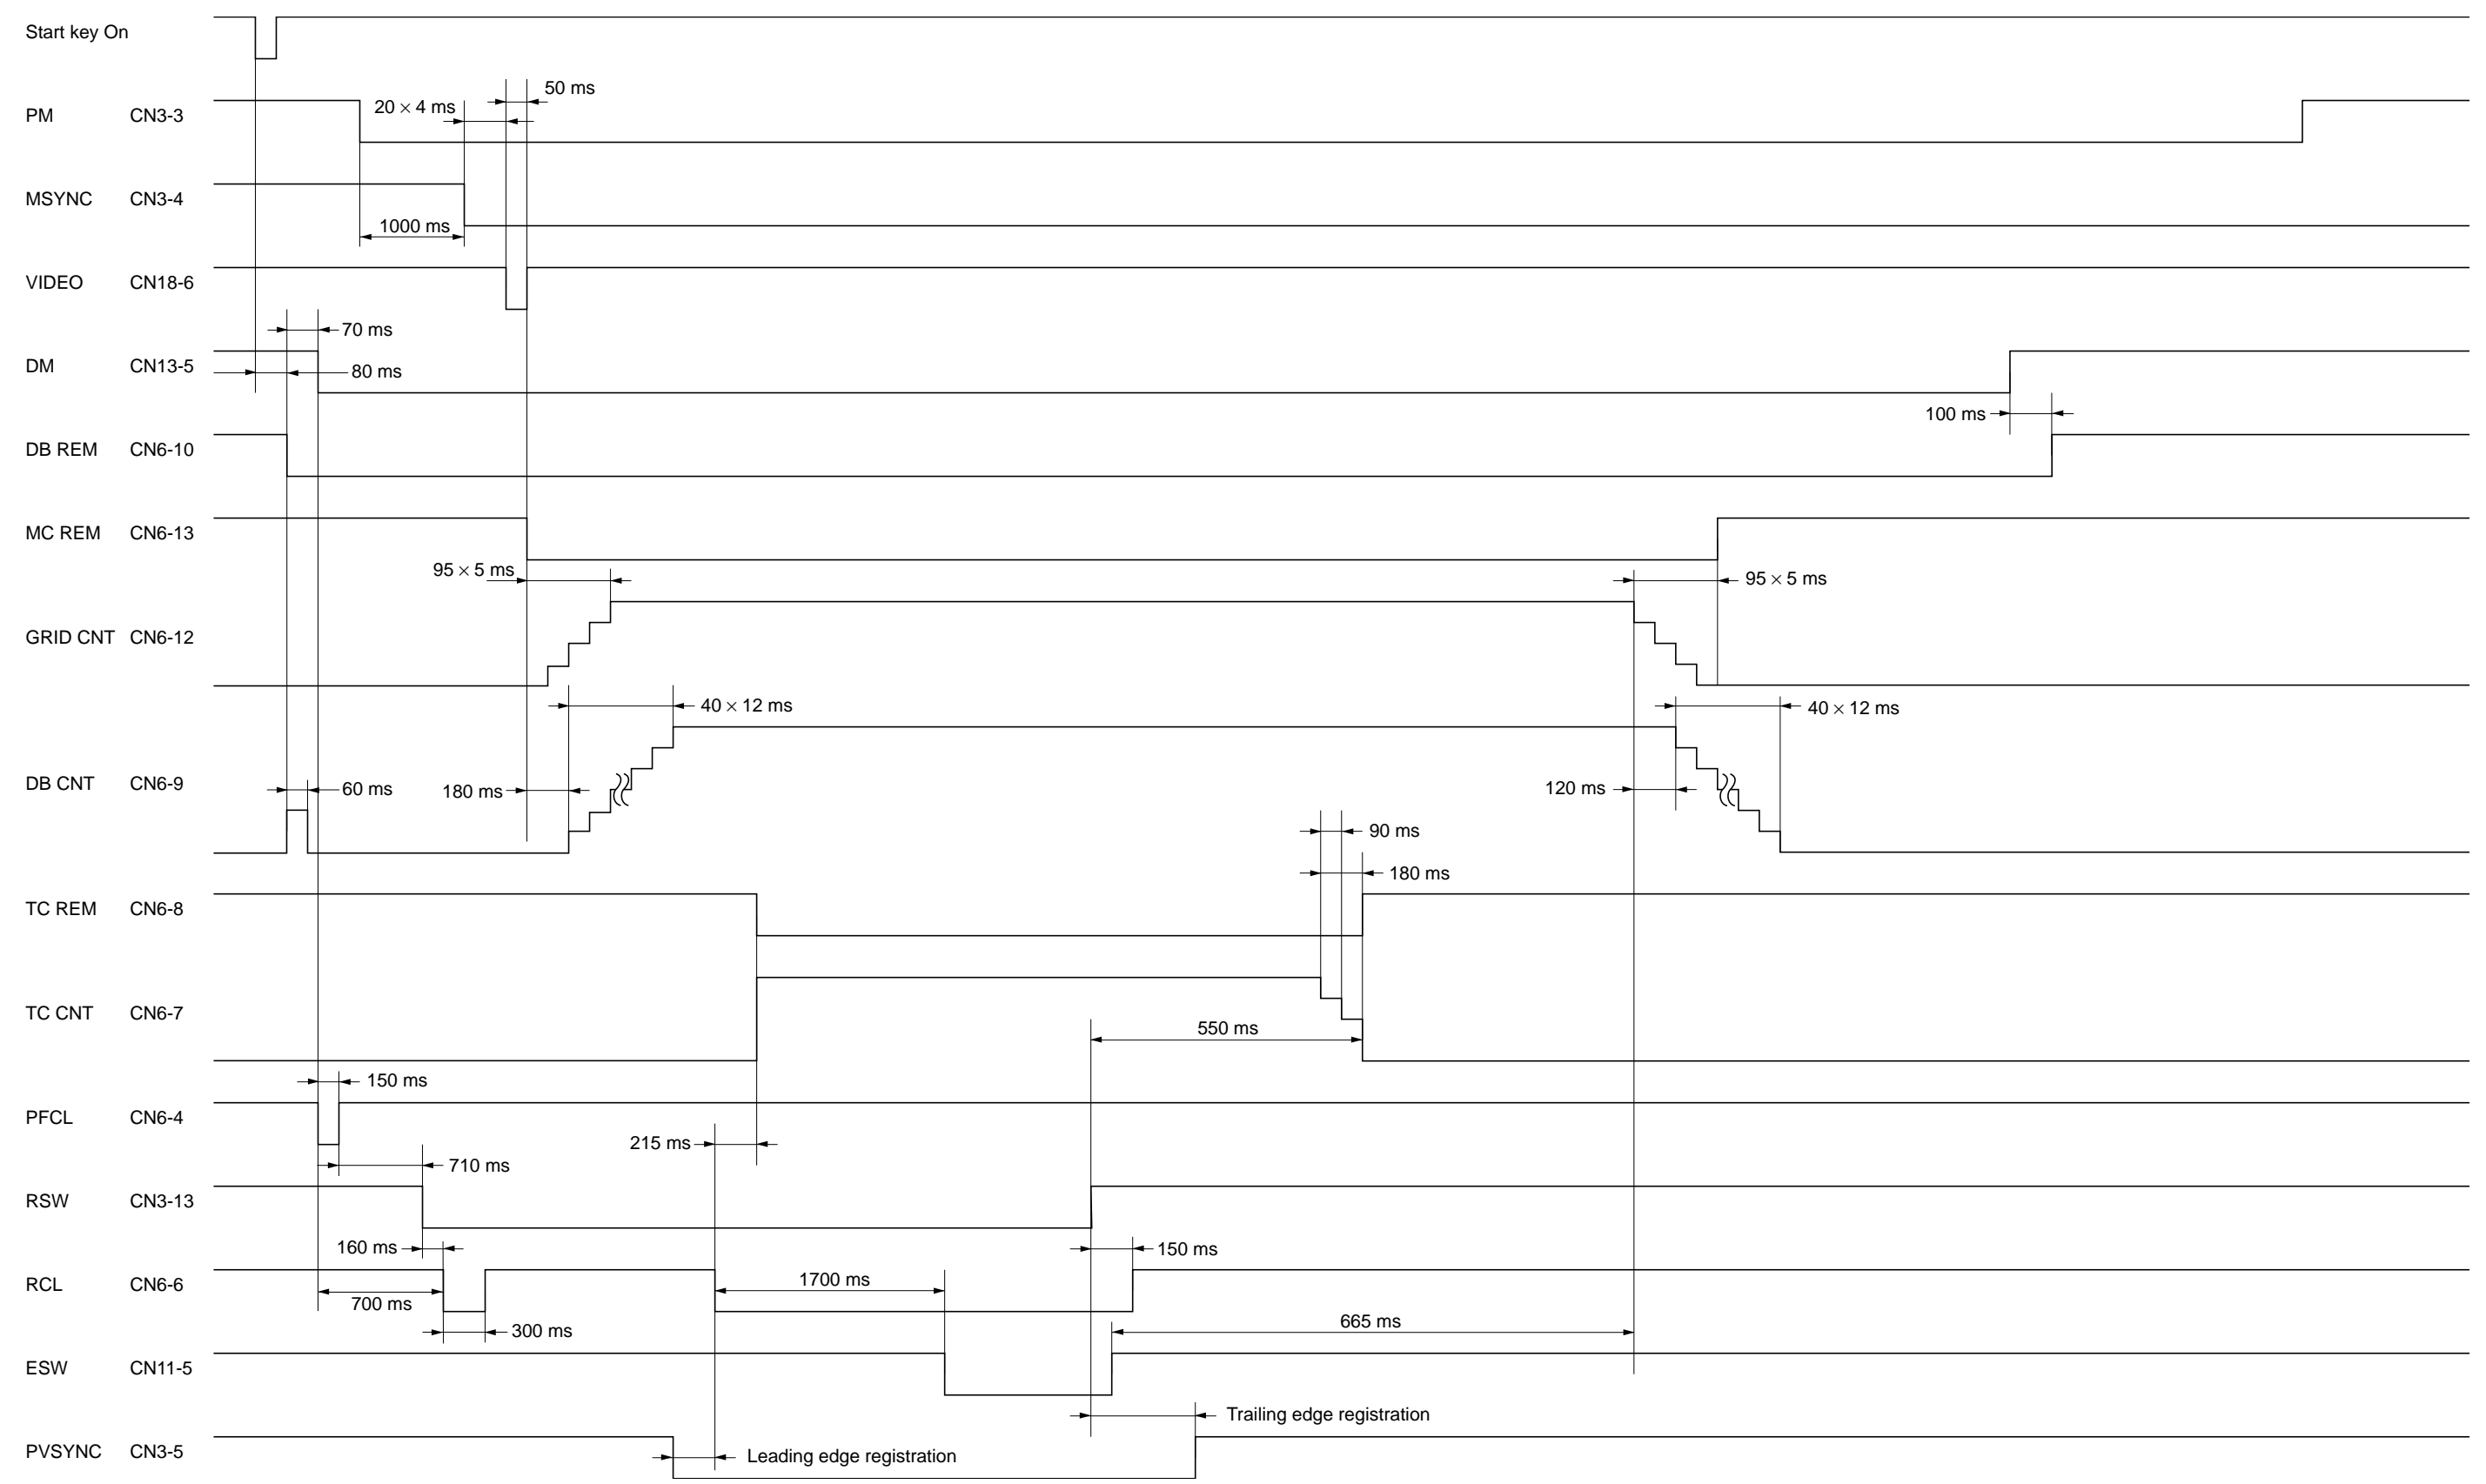 Start key On
50 ms
20 × 4 ms
PM CN3-3
MSYNC CN3-4
1000 ms
VIDEO CN18-6
70 ms
DM CN13-5
80 ms
100 ms
DB REM CN6-10
MC REM CN6-13
95 × 5 ms
95 × 5 ms
GRID CNT CN6-12
40 × 12 ms
40 × 12 ms
DB CNT CN6-9
60 ms
180 ms
120 ms
90 ms
180 ms
TC REM CN6-8
TC CNT CN6-7
550 ms
150 ms
PFCL CN6-4
215 ms
710 ms
RSW CN3-13
160 ms
150 ms
RCL CN6-6
1700 ms
700 ms
300 ms
665 ms
ESW CN11-5
Trailing edge registration
PVSYNC CN3-5
Leading edge registration